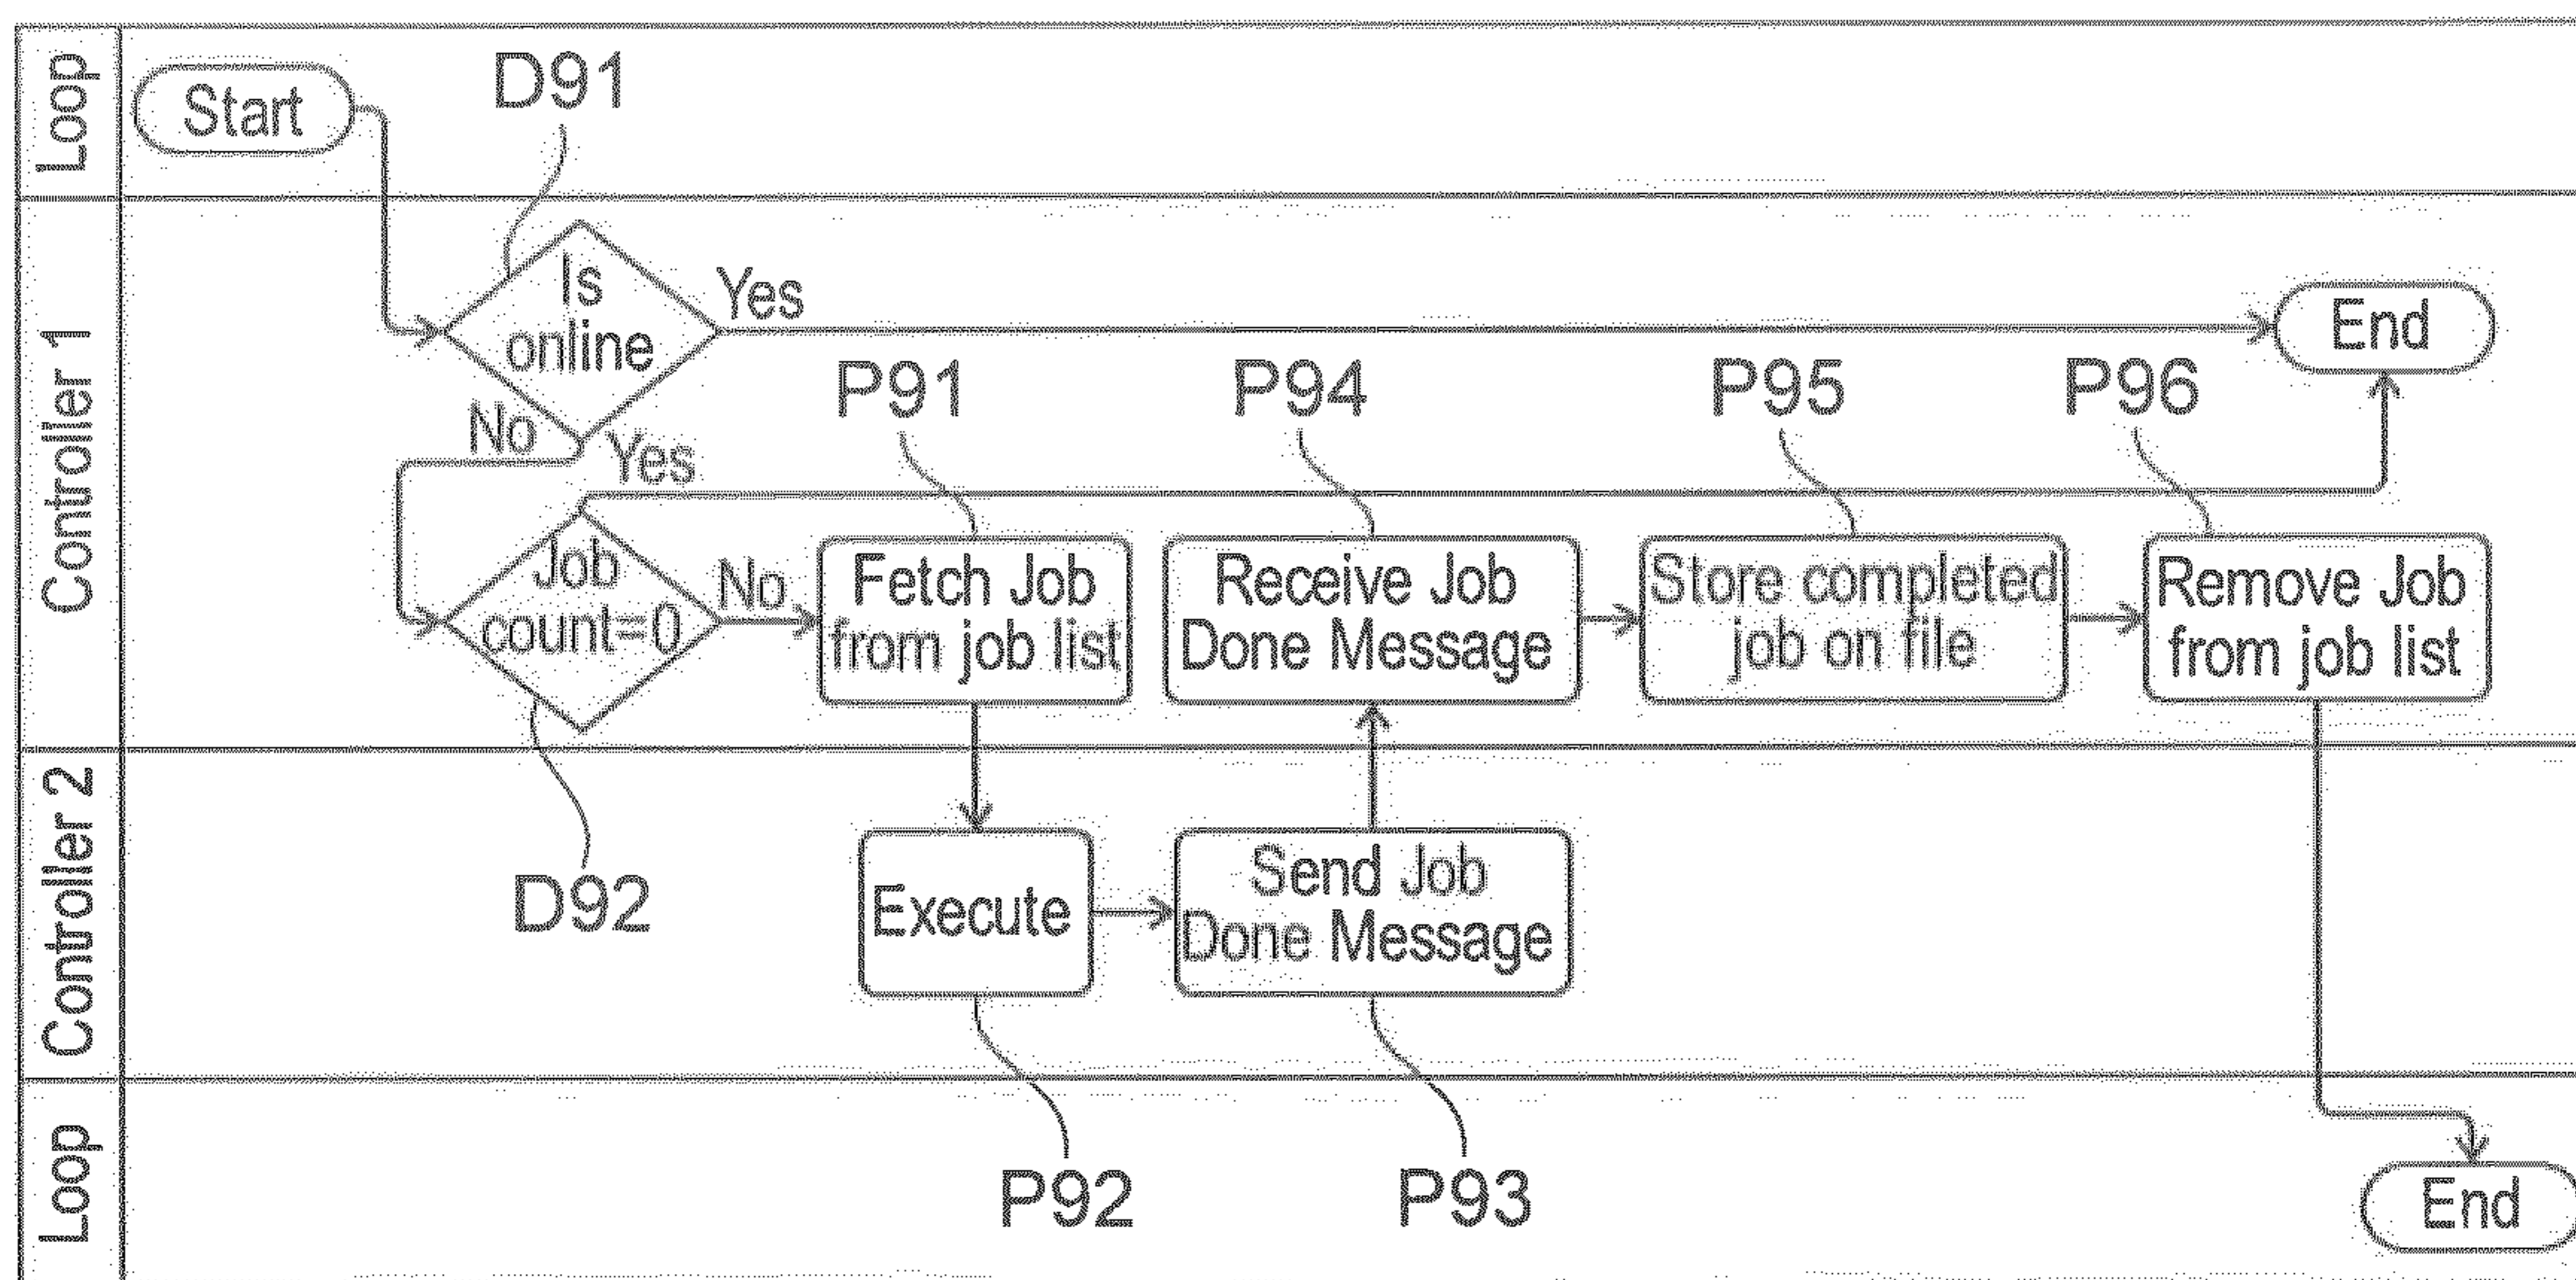 Loop
Start
D91
Controller 1
Is
online
Yes
End
No
Yes
P91
P94
P95
P96
Job
count=0
No
Fetch Job
from job list
Receive Job
Done Message
Store completed
job on file
Remove Job
from job list
Controller 2
D92
Execute
Send Job
Done Message
Loop
P92
P93
End